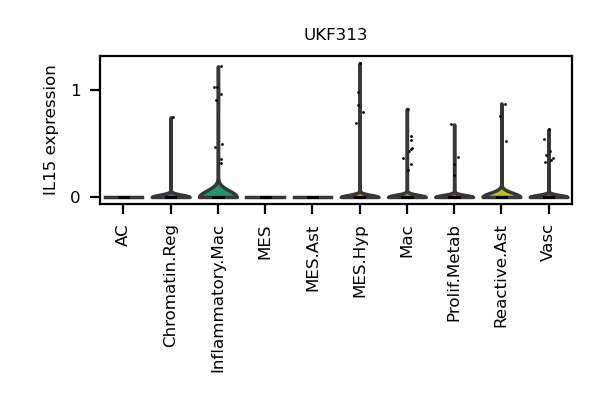 UKF313
IL15 expression
1
0
AC
Chromatin.Reg
Inflammatory.Mac
MES
MES.Ast
MES.Hyp
Mac
Prolif.Metab
Reactive.Ast
Vasc